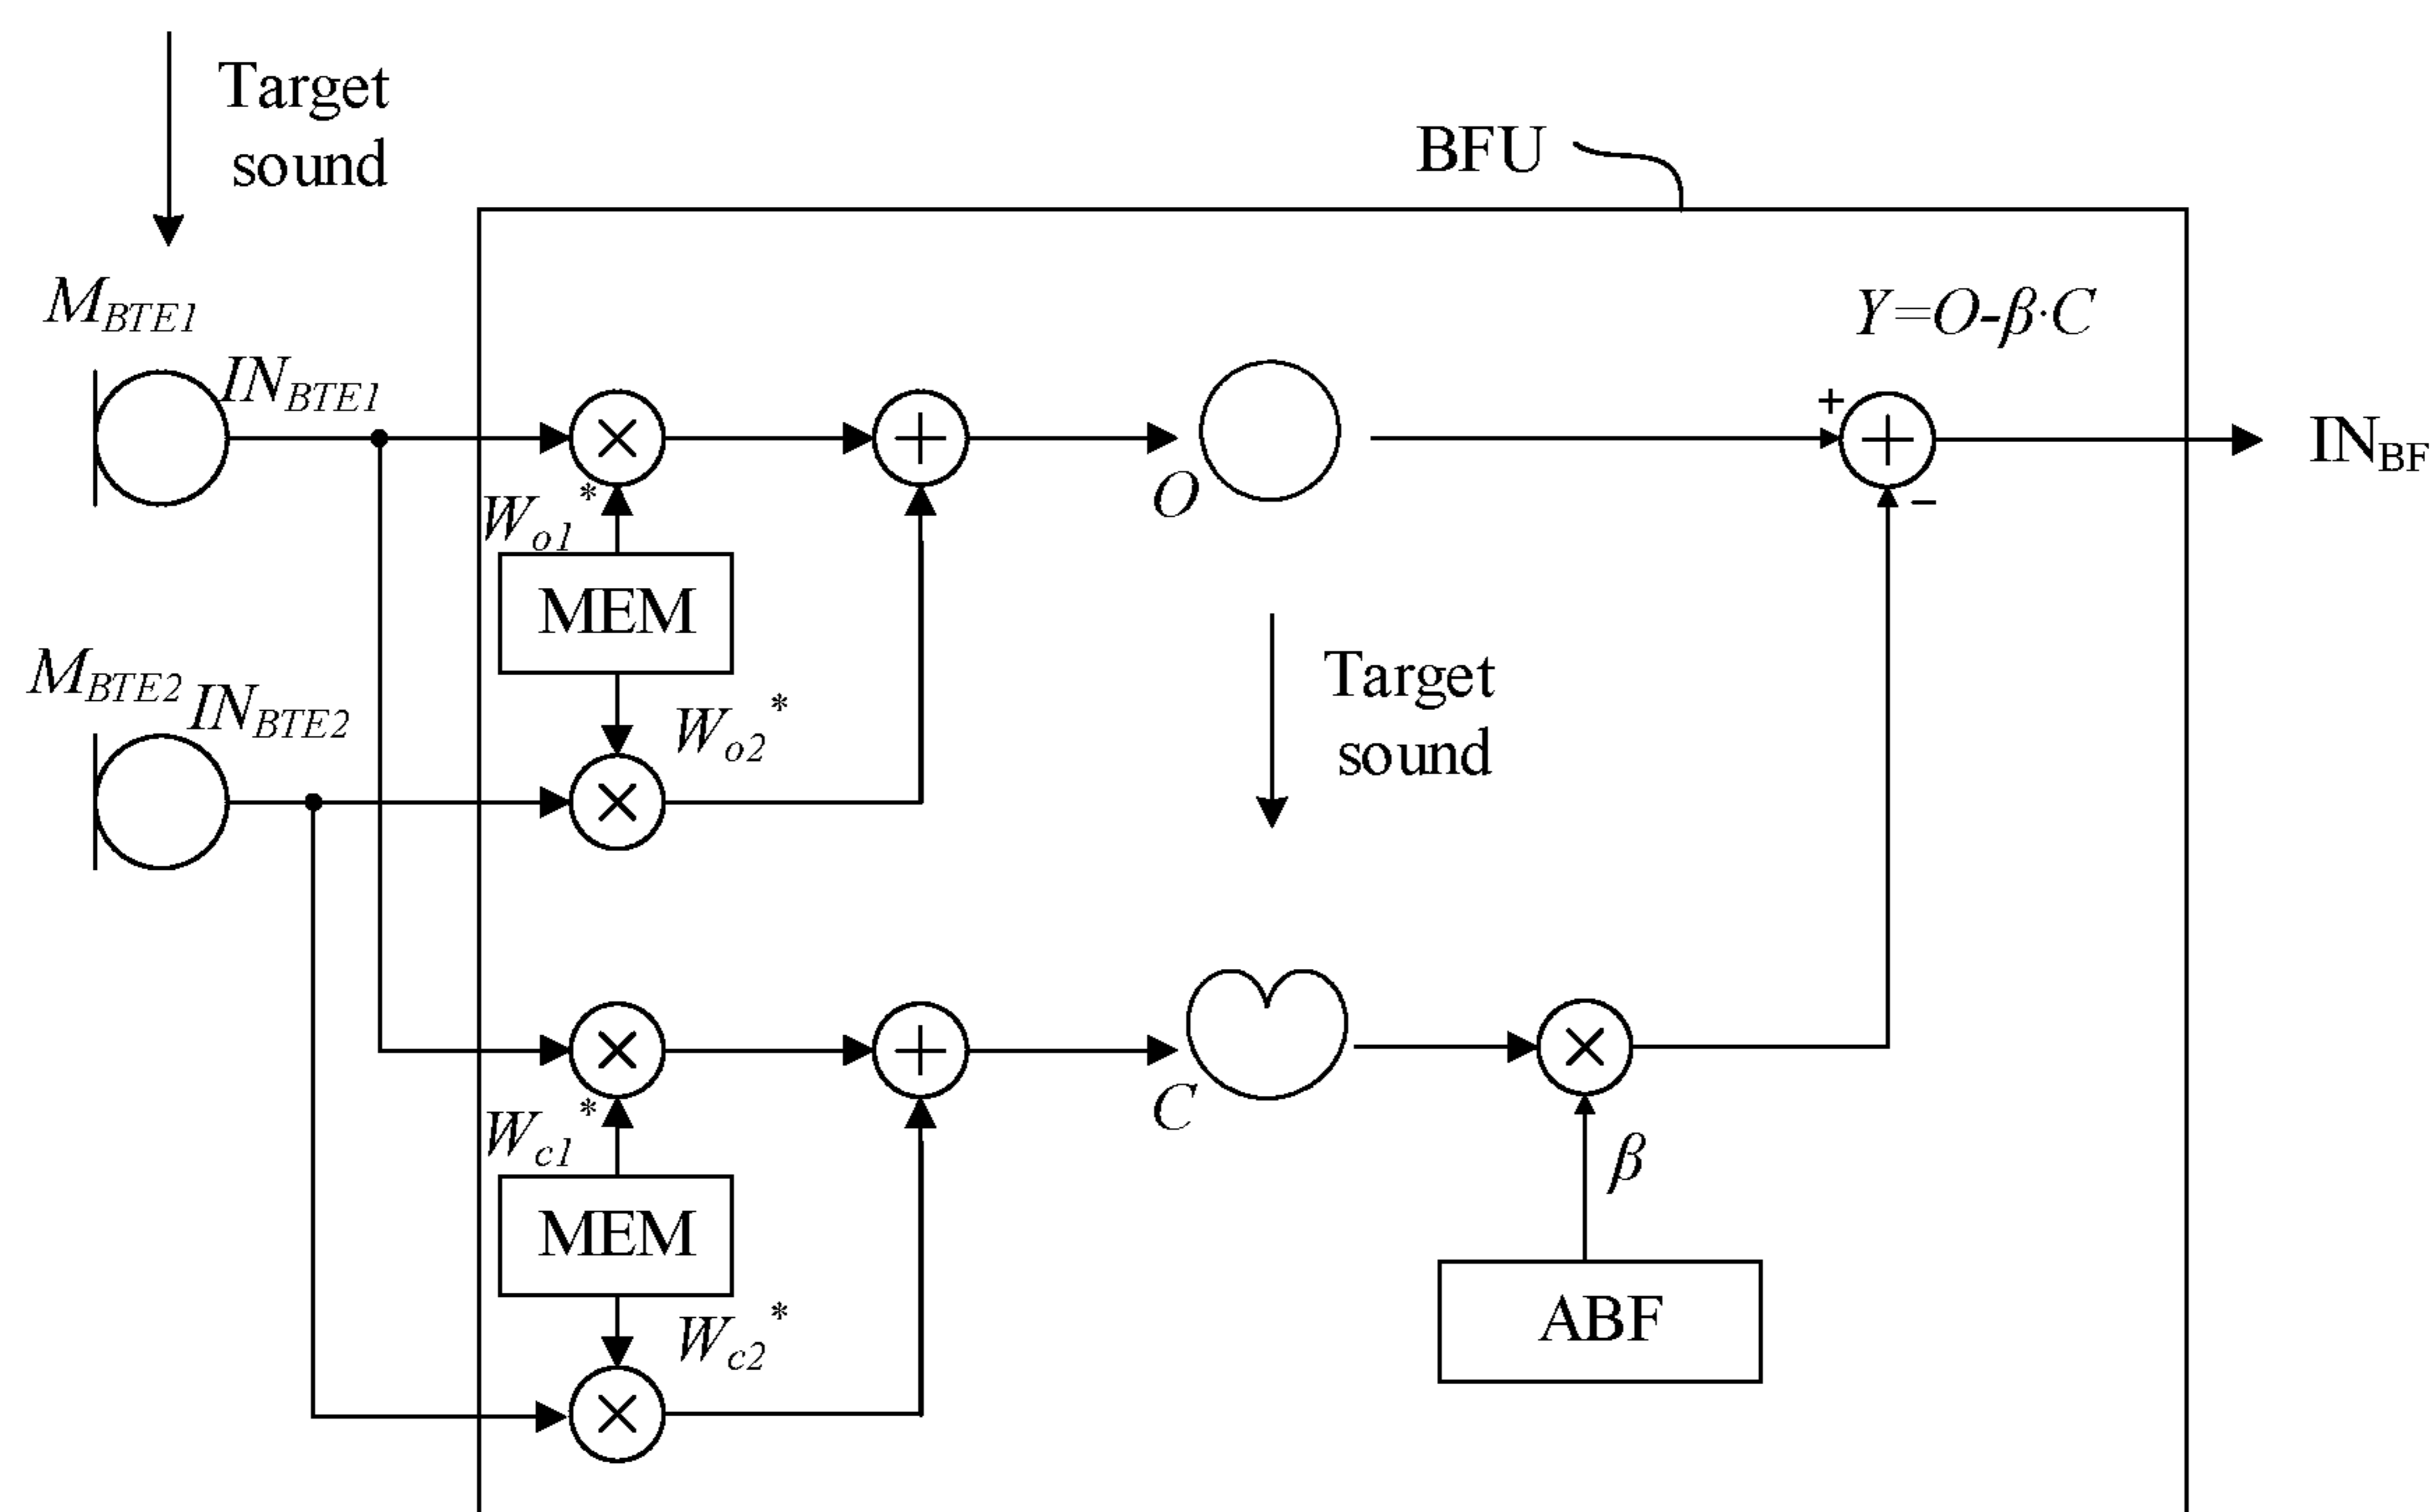 Target
sound
BFU
M_BTE1
Y=O-β·C
IN_BTE1
+
IN_BF
W_o1*
O
−
MEM
M_BTE2
IN_BTE2
W_o2*
Target
sound
W_c1*
C
β
MEM
ABF
W_c2*